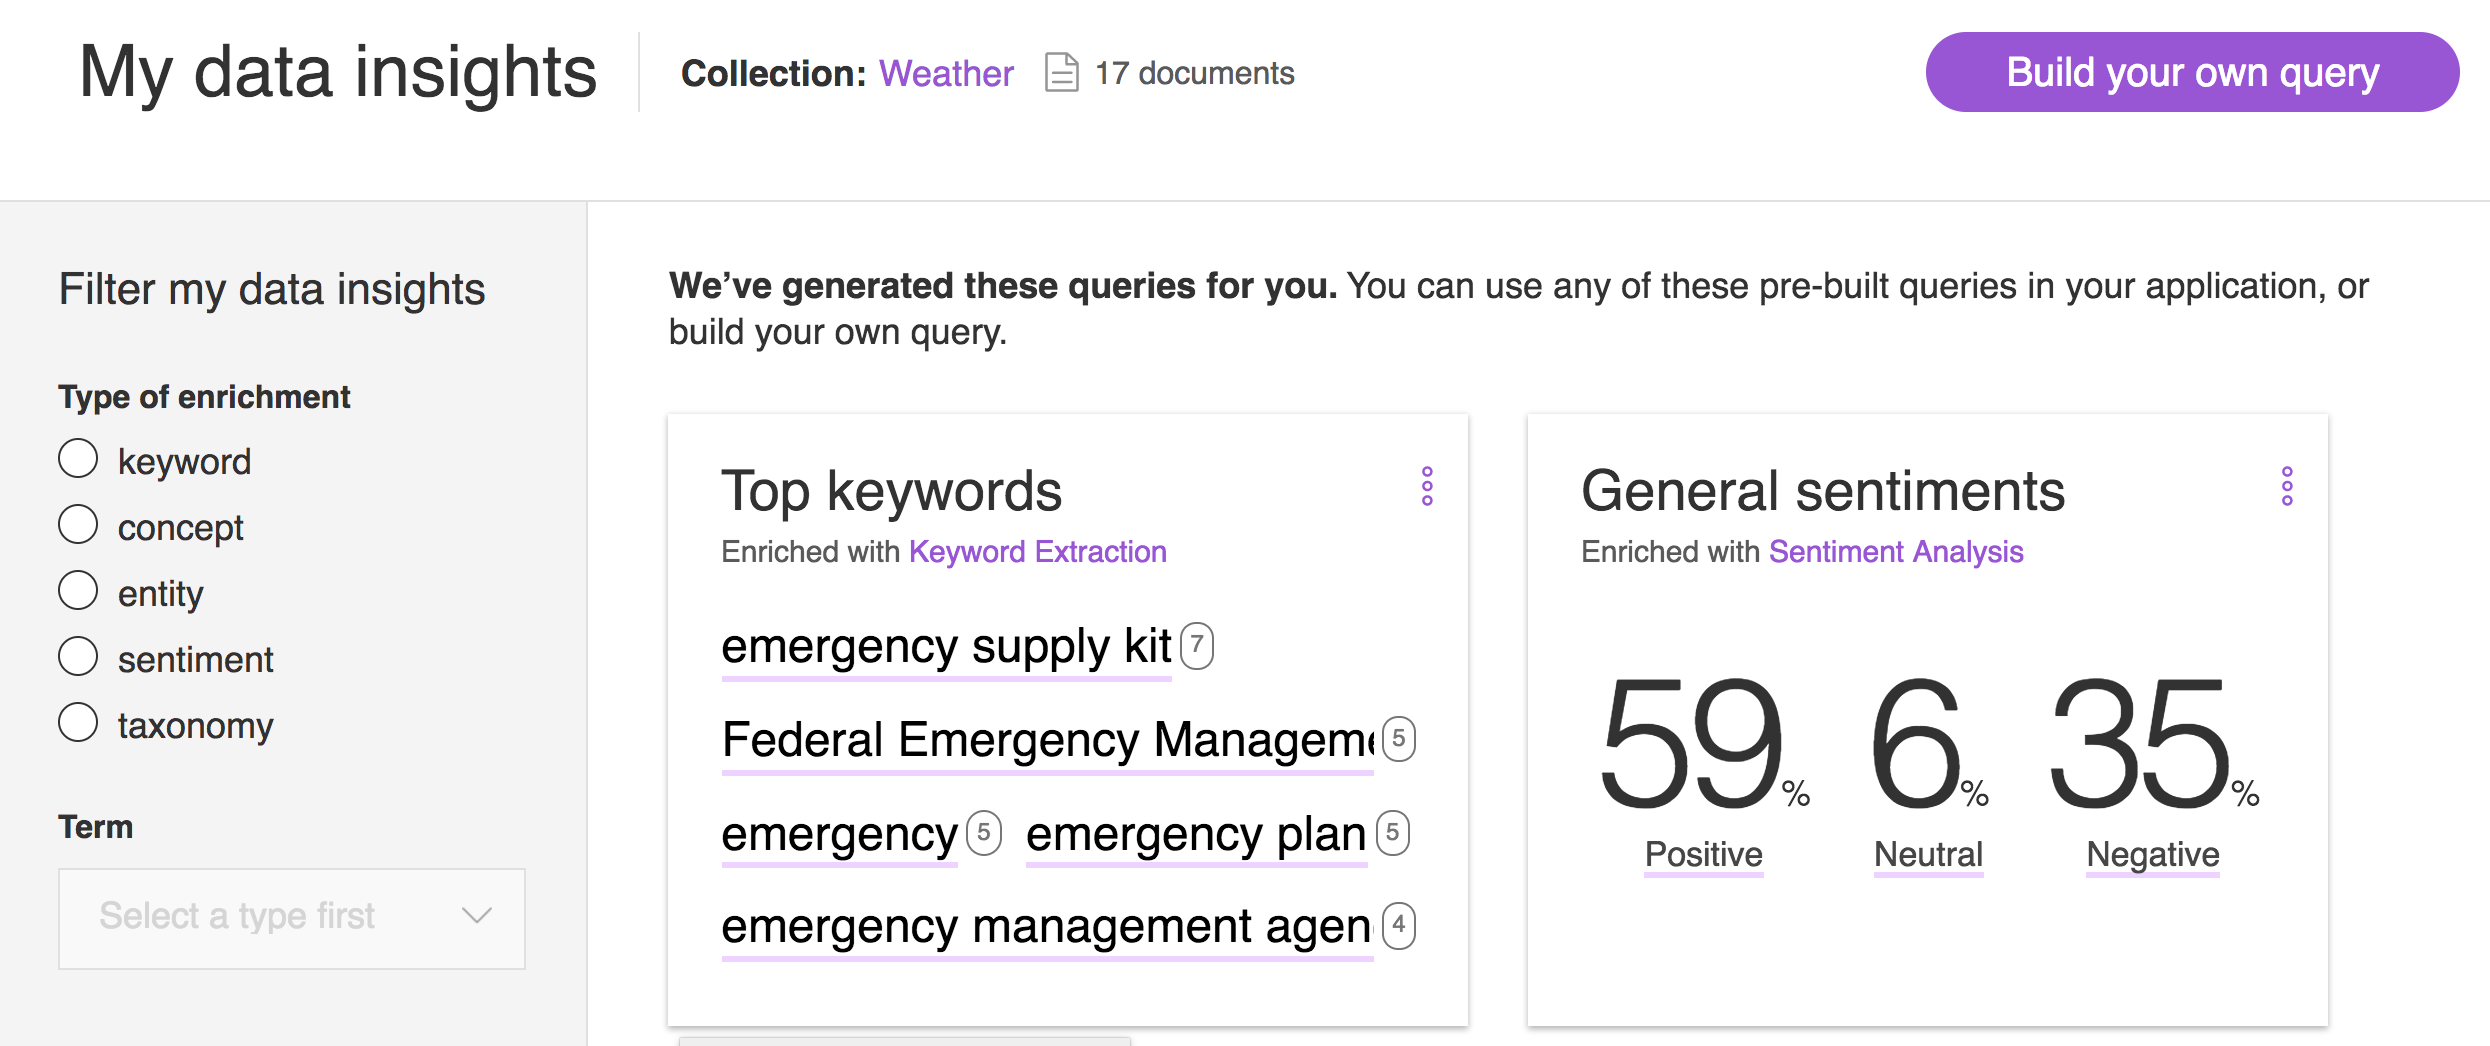 My data insights
Collection: Weather 17 documents
Build your own query
Filter my data insights
Type of enrichment
keyword
concept
entity
sentiment
taxonomy
Term
Select a type first
We’ve generated these queries for you. You can use any of these pre-built queries in your application, or
build your own query.
Top keywords
Enriched with Keyword Extraction
emergency supply kit 7
Federal Emergency Manageme 5
emergency 5 emergency plan 5
emergency management agen 4
General sentiments
Enriched with Sentiment Analysis
59% 6% 35%
Positive Neutral Negative